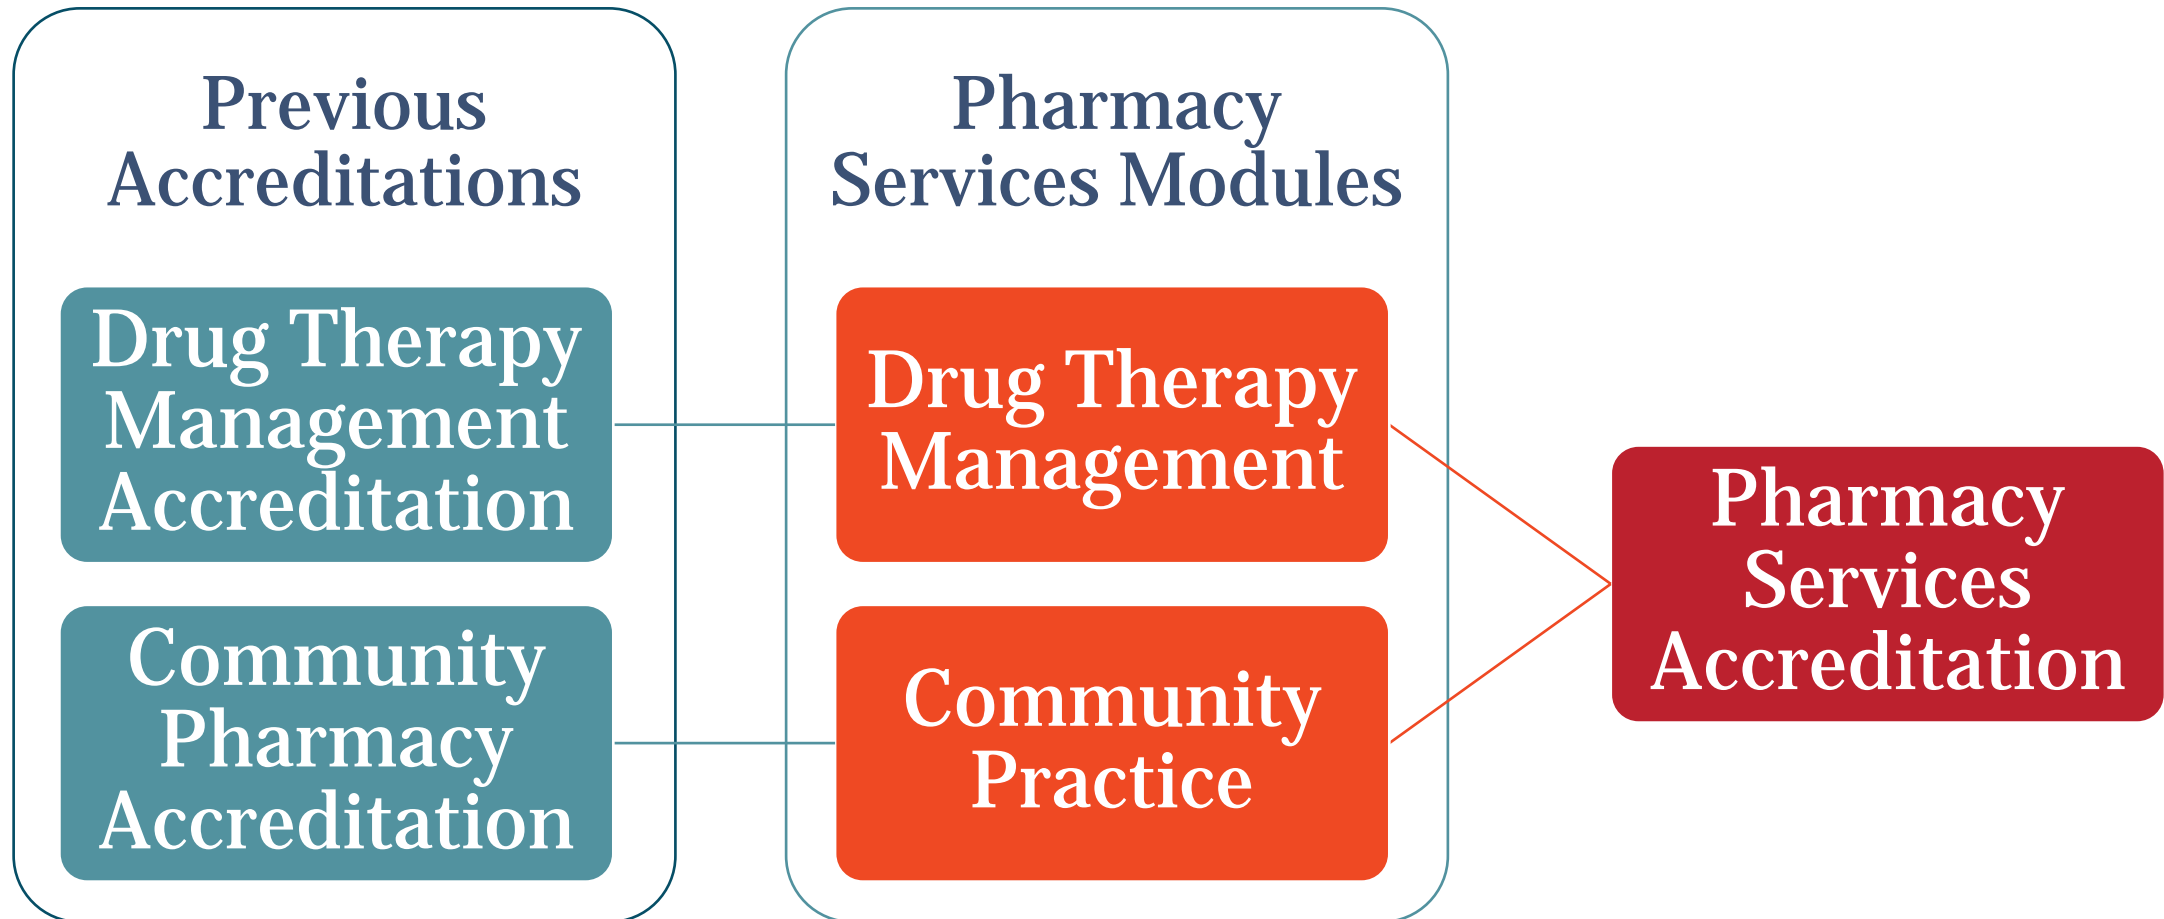 Previous
Accreditations
Drug Therapy
Management
Accreditation
Community
Pharmacy
Accreditation
Pharmacy
Services Modules
Drug Therapy
Management
Community
Practice
Pharmacy
Services
Accreditation